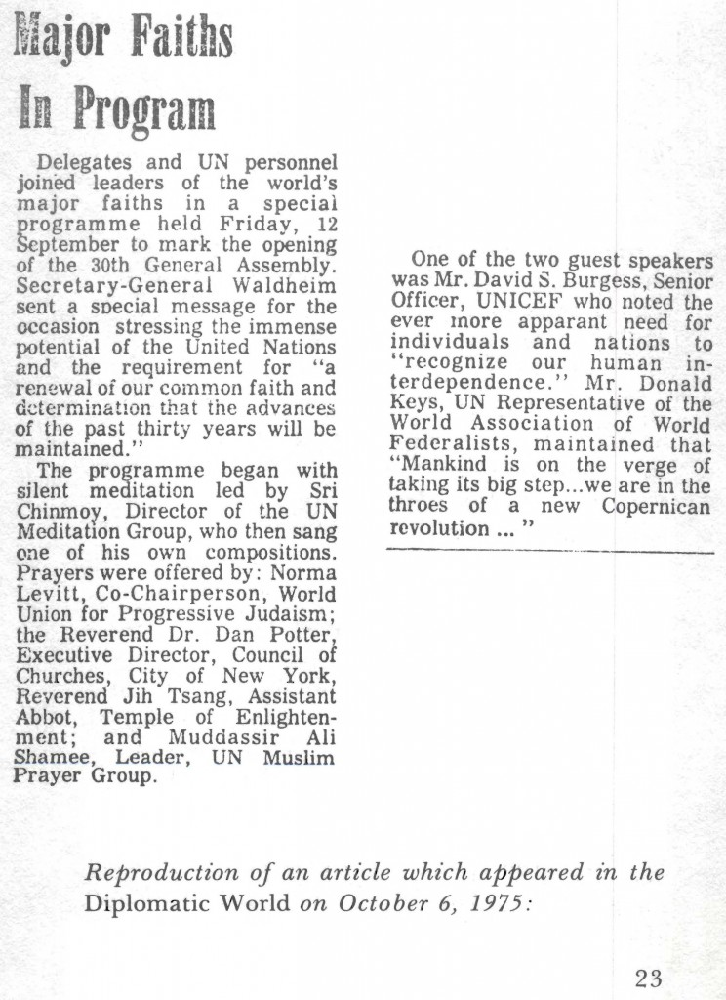 Major Faiths
In Program
Delegates and UN personnel
joined leaders of the world's
major faiths in a special
programme held Friday, 12
September to mark the opening
of the 30th General Assembly.
Secretary-General Waldheim
sent a special message for the
occasion stressing the immense
potential of the United Nations
and the requirement for "a
renewal of our common faith and
determination that the advances
of the past thirty years will be
maintained."
The programme began with
silent meditation led by Sri
Chinmoy, Director of the UN
Meditation Group, who then sang
one of his own compositions.
Prayers were offered by: Norma
Levitt, Co-Chairperson, World
Union for Progressive Judaism;
the Reverend Dr. Dan Potter,
Executive Director, Council of
Churches, City of New York,
Reverend Jih Tsang, Assistant
Abbot, Temple of Enlighten-
ment; and Muddassir Ali
Shamee, Leader, UN Muslim
Prayer Group.
One of the two guest speakers
was Mr. David S. Burgess, Senior
Officer, UNICEF who noted the
ever more apparant need for
individuals and nations to
"recognize our human in-
terdependence." Mr. Donald
Keys, UN Representative of the
World Association of World
Federalists, maintained that
"Mankind is on the verge of
taking its big step...we are in the
throes of a new Copernican
revolution ... "
Reproduction of an article which appeared in the
Diplomatic World on October 6, 1975:
23